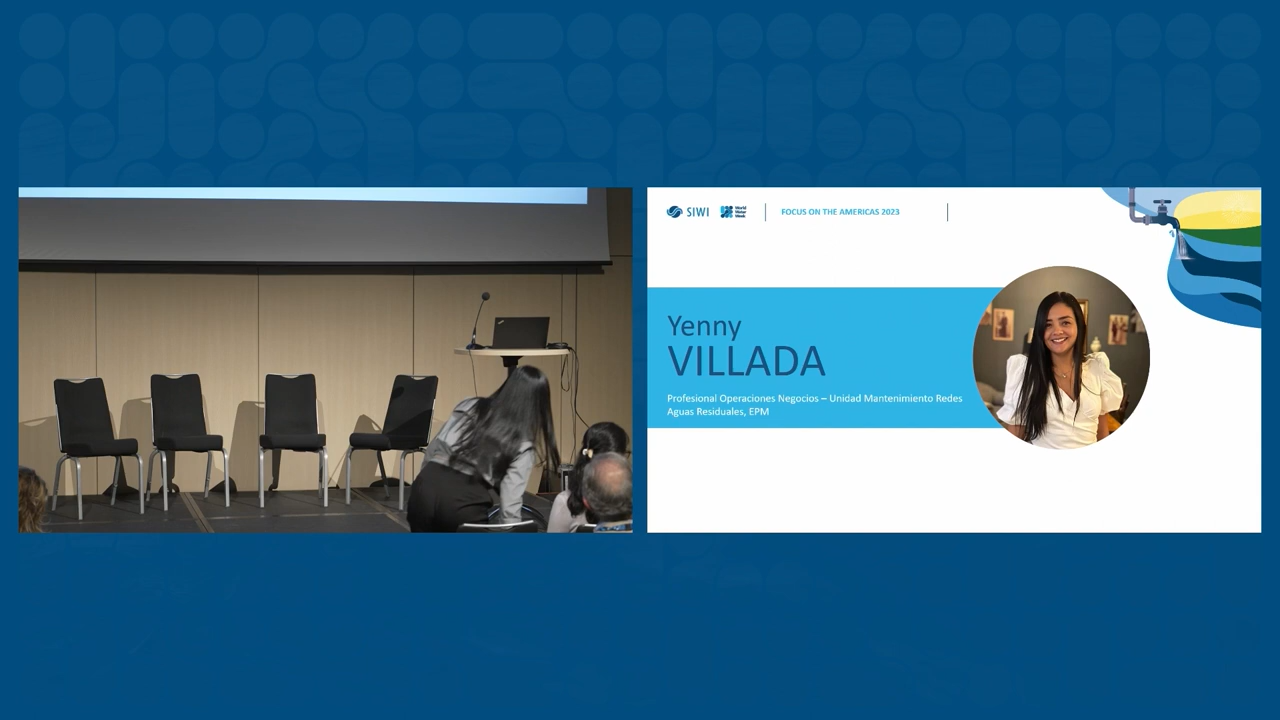 SIWI
World
Water
Week
FOCUS ON THE AMERICAS 2023
Yenny
VILLADA
Profesional Operaciones Negocios – Unidad Mantenimiento Redes
Aguas Residuales, EPM